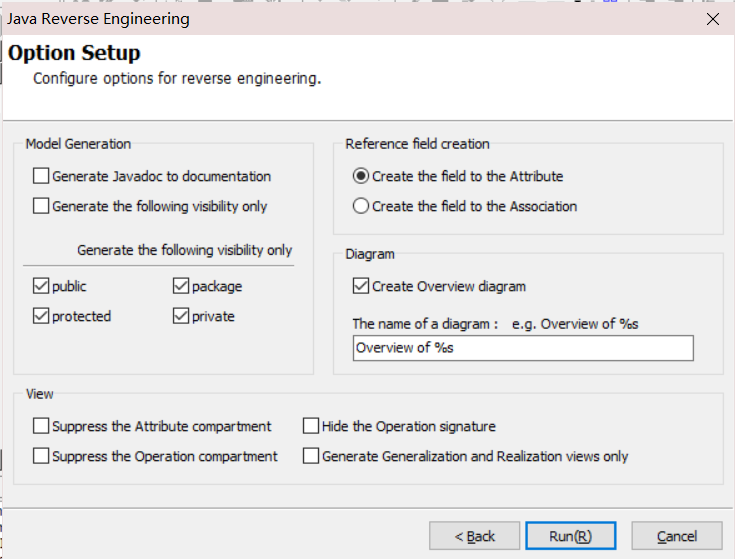 Java Reverse Engineering
Option Setup
Configure options for reverse engineering.
Model Generation
Generate Javadoc to documentation
Generate the following visibility only
Generate the following visibility only
public
package
protected
private
Reference field creation
Create the field to the Attribute
Create the field to the Association
Diagram
Create Overview diagram
The name of a diagram : e.g. Overview of %s
Overview of %s
View
Suppress the Attribute compartment
Hide the Operation signature
Suppress the Operation compartment
Generate Generalization and Realization views only
< Back
Run(R)
Cancel